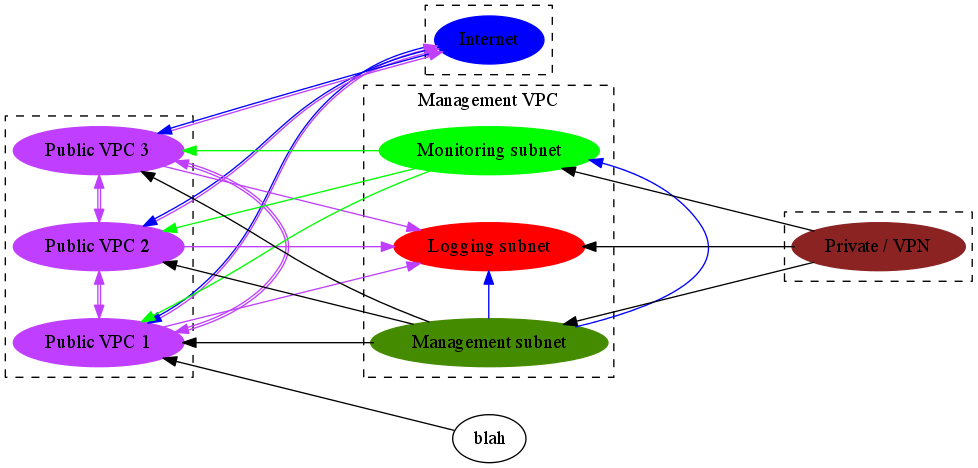 Internet
Management VPC
Public VPC 3
Monitoring subnet
Public VPC 2
Logging subnet
Private / VPN
Public VPC 1
Management subnet
blah